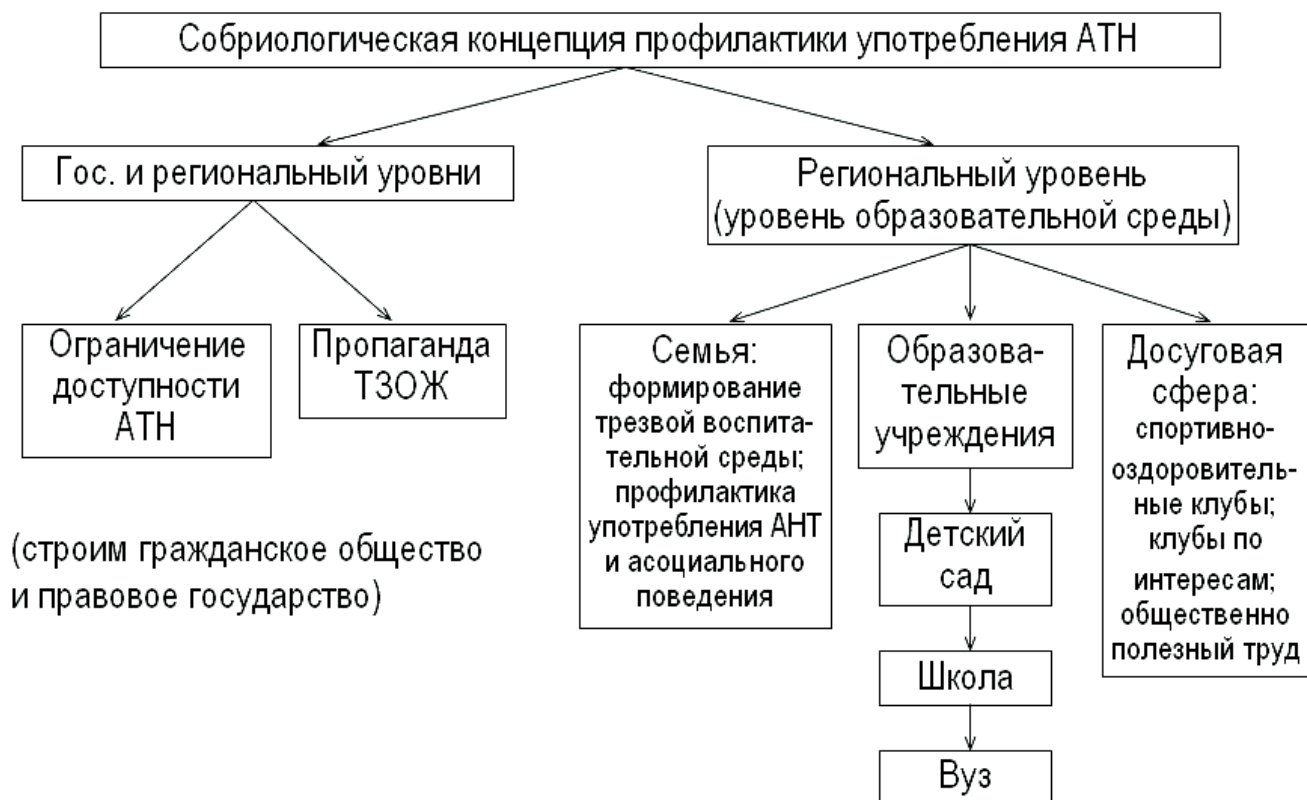 Собриологическая концепция профилактики употребления АТН
Гос. и региональный уровни
Региональный уровень
(уровень образовательной среды)
Ограничение
доступности
АТН
Пропаганда
ТЗОЖ
Семья:
формирование
трезвой воспита-
тельной среды;
профилактика
употребления АНТ
и асоциального
поведения
Образова-
тельные
учреждения
Досуговая
сфера:
спортивно-
оздоровитель-
ные клубы;
клубы по
интересам;
общественно
полезный труд
(строим гражданское общество
и правовое государство)
Детский
сад
Школа
Вуз